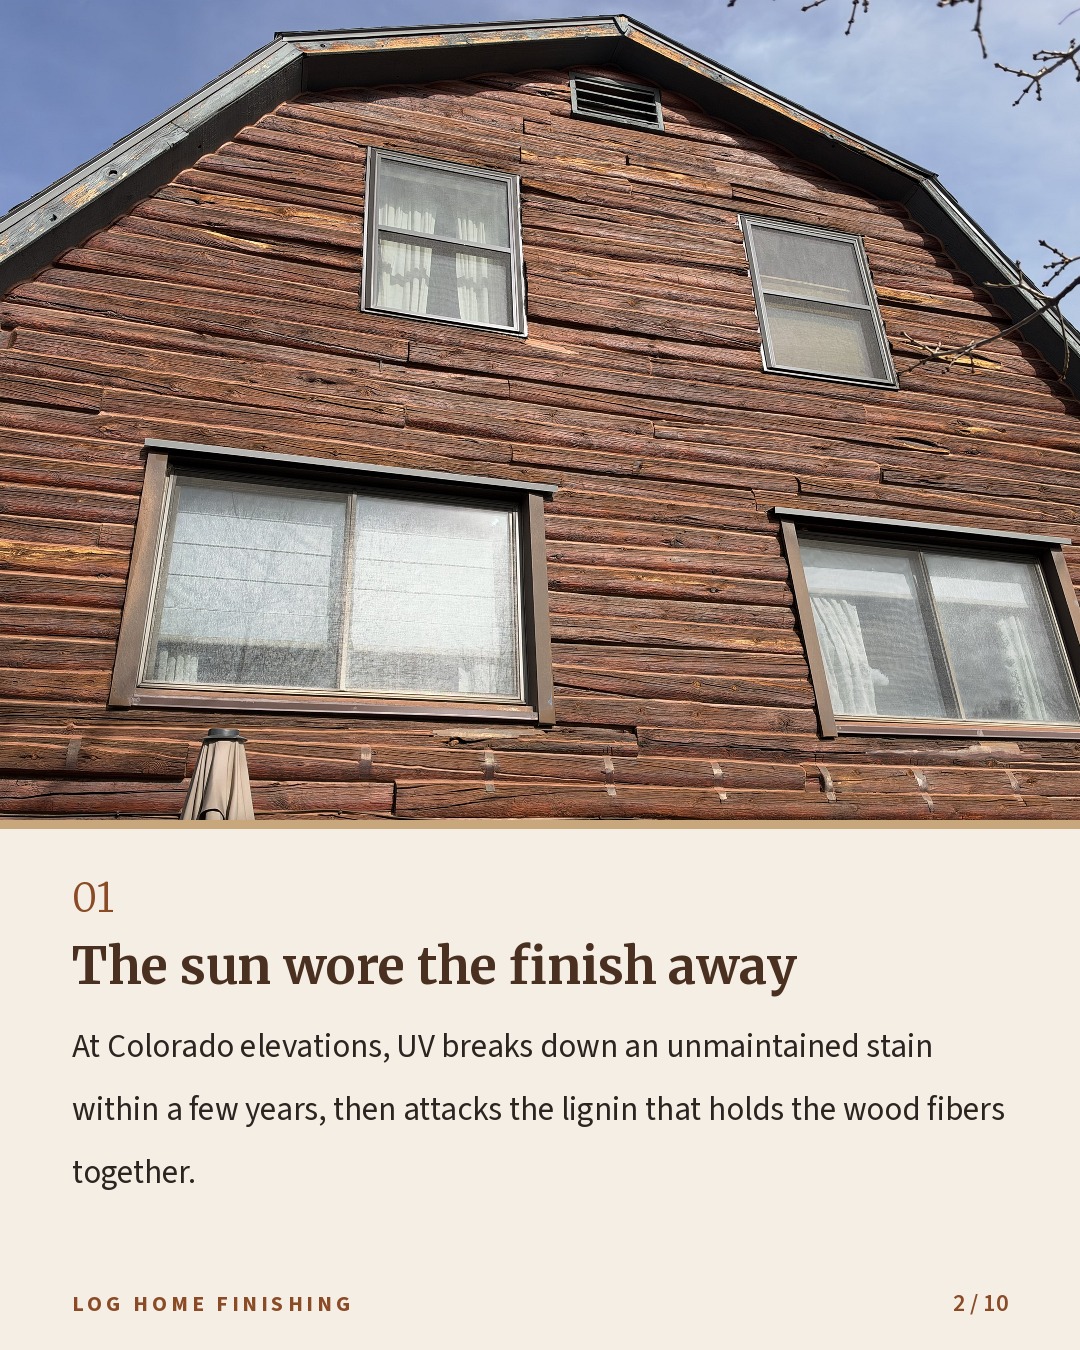 01
The sun wore the finish away
At Colorado elevations, UV breaks down an unmaintained stain
within a few years, then attacks the lignin that holds the wood fibers
together.
LOG HOME FINISHING
2 / 10